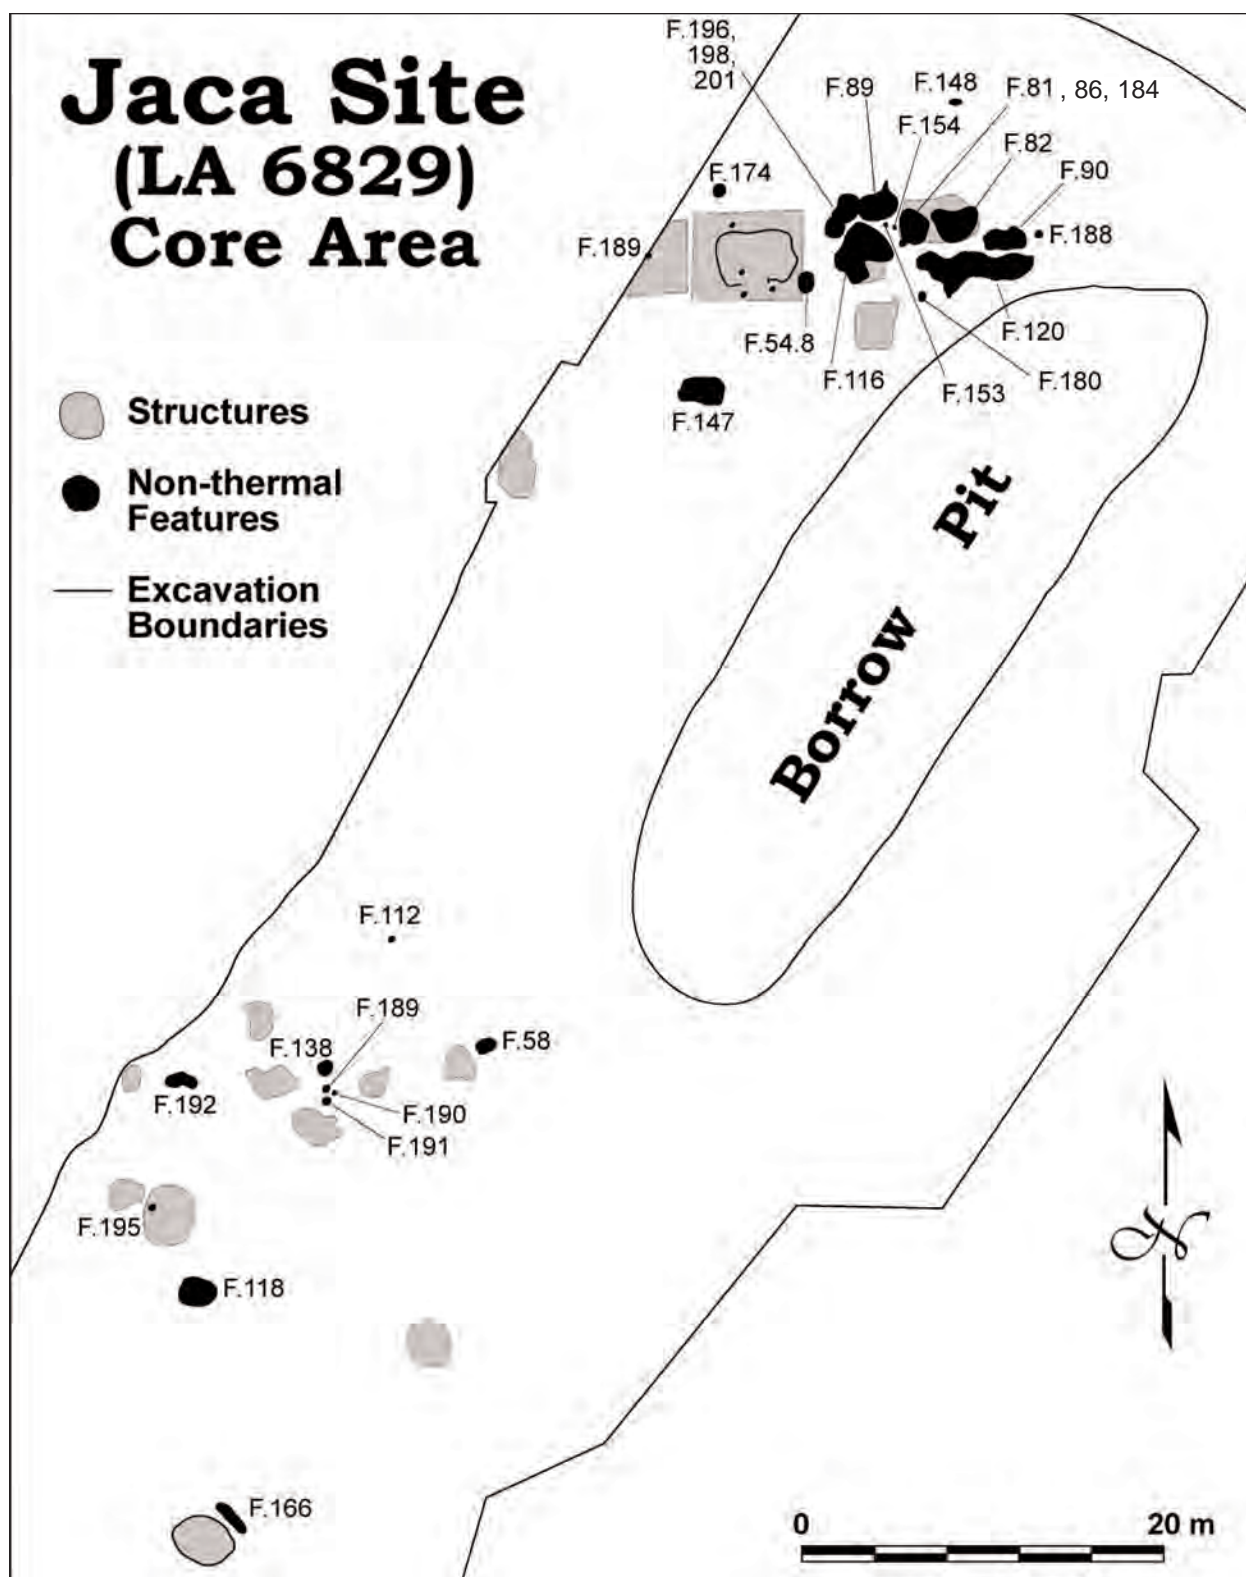 Jaca Site
(LA 6829)
Core Area
F.196,
198,
201
F.89
F.148
F.81 , 86, 184
F.154
F.82
F.174
F.90
F.189
F.188
F.54.8
F.120
F.116
F.153
F.180
F.147
Structures
Non-thermal
Features
Excavation
Boundaries
Borrow Pit
F.112
F.189
F.138
F.58
F.192
F.190
F.191
F.195
F.118
F.166
N
0 20 m